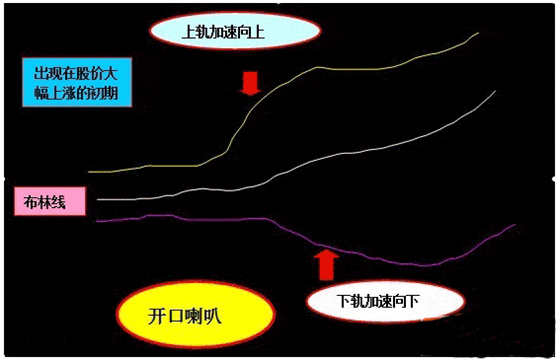 上轨加速向上
出现在股价大
幅上涨的初期
布林线
开口喇叭
下轨加速向下